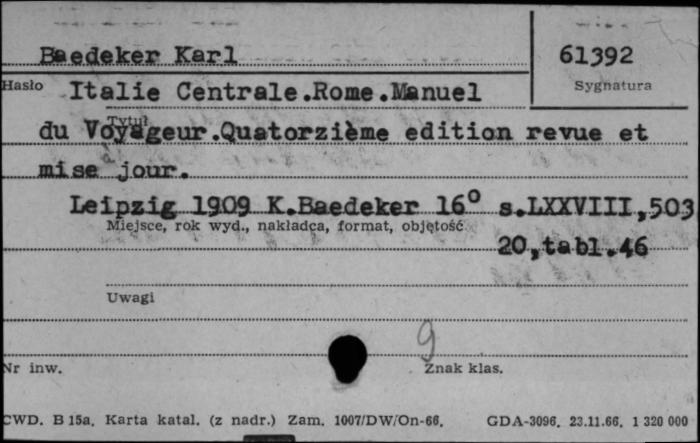 Baedeker Karl
61392
Hasło
Sygnatura
Italie Centrale.Rome.Manuel
Tytuł
du Voyageur.Quatorzième edition revue et
mise à jour.
Leipzig 1909 K.Baedeker 16° s.LXXVIII,503
Miejsce, rok wyd., nakładca, format, objętość
20,tabl.46
Uwagi
9
Nr inw.
Znak klas.
CWD. B 15a. Karta katal. (z nadr.) Zam. 1007/DW/On-66. GDA-3096. 23.11.66. 1 320 000